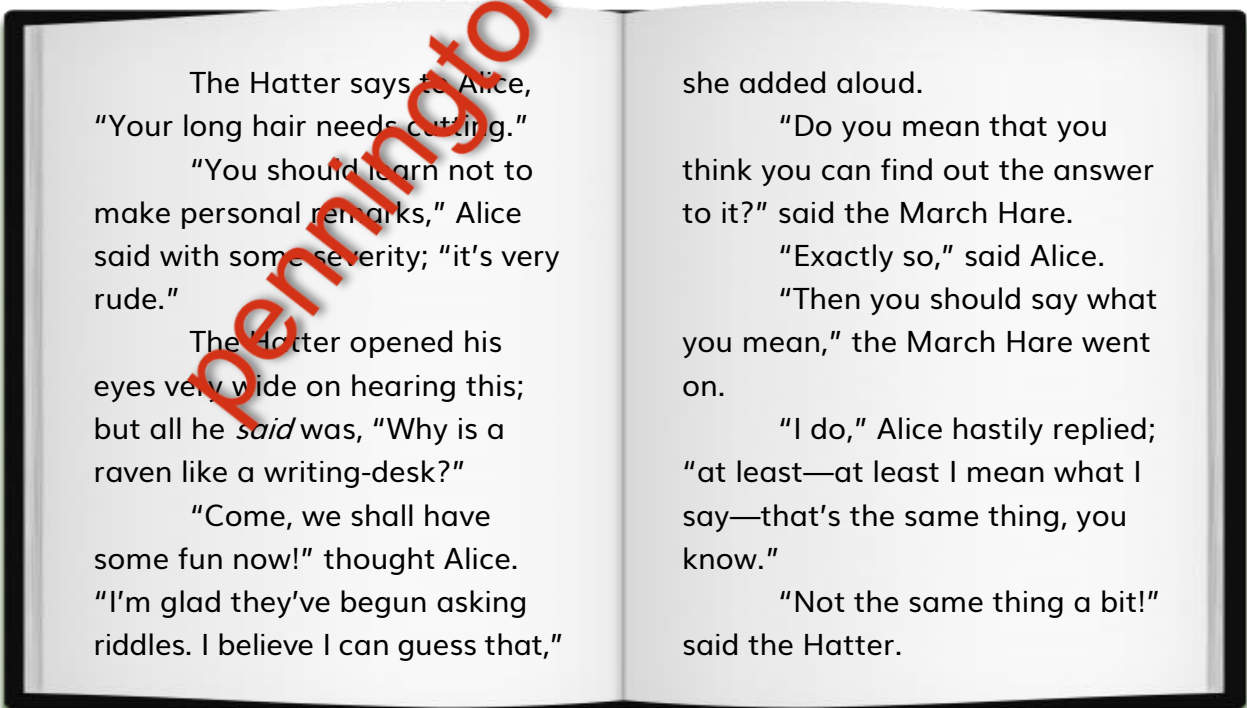 The Hatter says to Alice,
“Your long hair needs cutting.”
“You should learn not to
make personal remarks,” Alice
said with some severity; “it’s very
rude.”
The Hatter opened his
eyes very wide on hearing this;
but all he said was, “Why is a
raven like a writing-desk?”
“Come, we shall have
some fun now!” thought Alice.
“I’m glad they’ve begun asking
riddles. I believe I can guess that,”
she added aloud.
“Do you mean that you
think you can find out the answer
to it?” said the March Hare.
“Exactly so,” said Alice.
“Then you should say what
you mean,” the March Hare went
on.
“I do,” Alice hastily replied;
“at least—at least I mean what I
say—that’s the same thing, you
know.”
“Not the same thing a bit!”
said the Hatter.
penningto